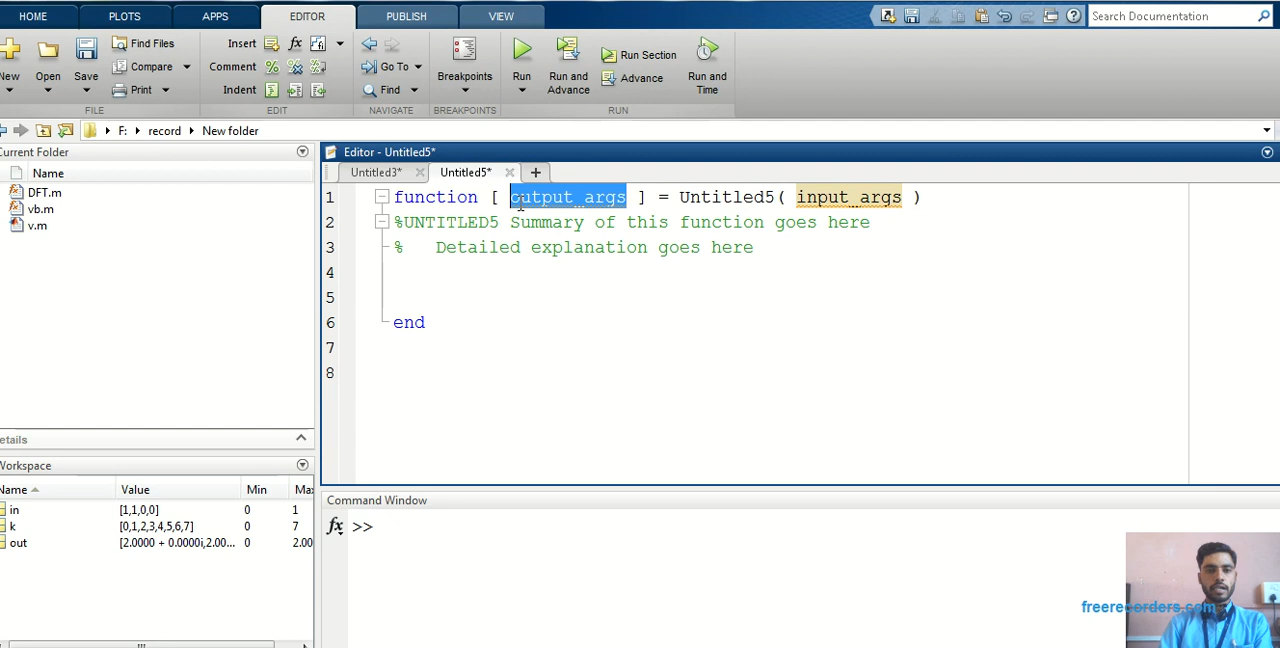 HOME PLOTS APPS EDITOR PUBLISH VIEW
Search Documentation
New Open Save
Find Files
Compare
Print
FILE
Insert fx
Comment
Indent
EDIT
Go To
Find
NAVIGATE
Breakpoints
BREAKPOINTS
Run
Run and Advance
Run Section
Advance
Run and Time
RUN
F: record New folder
Current Folder
Name
DFT.m
vb.m
v.m
etails
Workspace
Name Value Min Max
in [1,1,0,0] 0 1
k [0,1,2,3,4,5,6,7] 0 7
out [2.0000 + 0.0000i,2.00... 0 2.00
Editor - Untitled5*
Untitled3* Untitled5*
1 function [ output_args ] = Untitled5( input_args )
2 %UNTITLED5 Summary of this function goes here
3 % Detailed explanation goes here
4
5
6 end
7
8
Command Window
fx >>
freerecorders.com